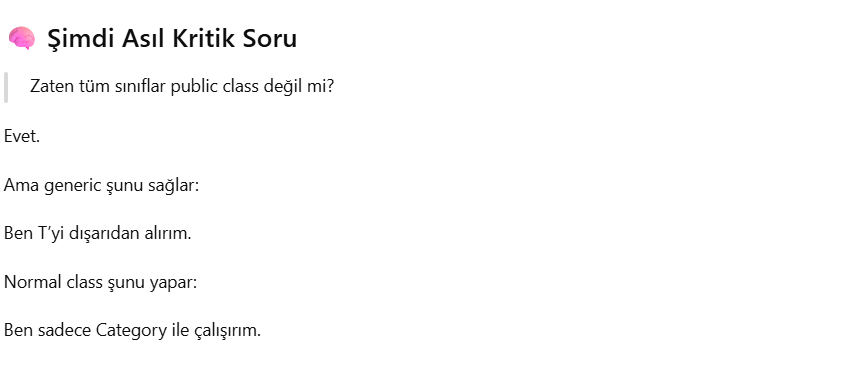 🧠 Şimdi Asıl Kritik Soru
Zaten tüm sınıflar public class değil mi?
Evet.
Ama generic şunu sağlar:
Ben T’yi dışarıdan alırım.
Normal class şunu yapar:
Ben sadece Category ile çalışırım.